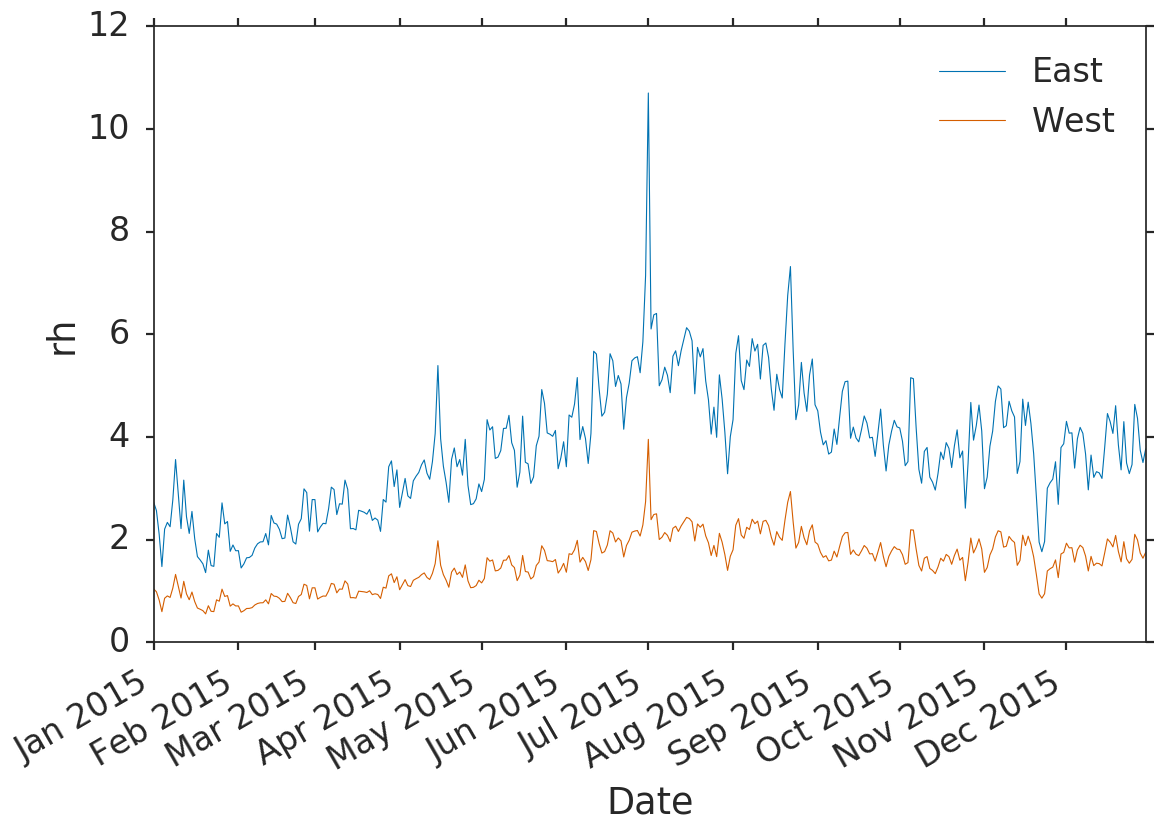 12
10
8
6
4
2
0
rh
East
West
Jan 2015
Feb 2015
Mar 2015
Apr 2015
May 2015
Jun 2015
Jul 2015
Aug 2015
Sep 2015
Oct 2015
Nov 2015
Dec 2015
Date